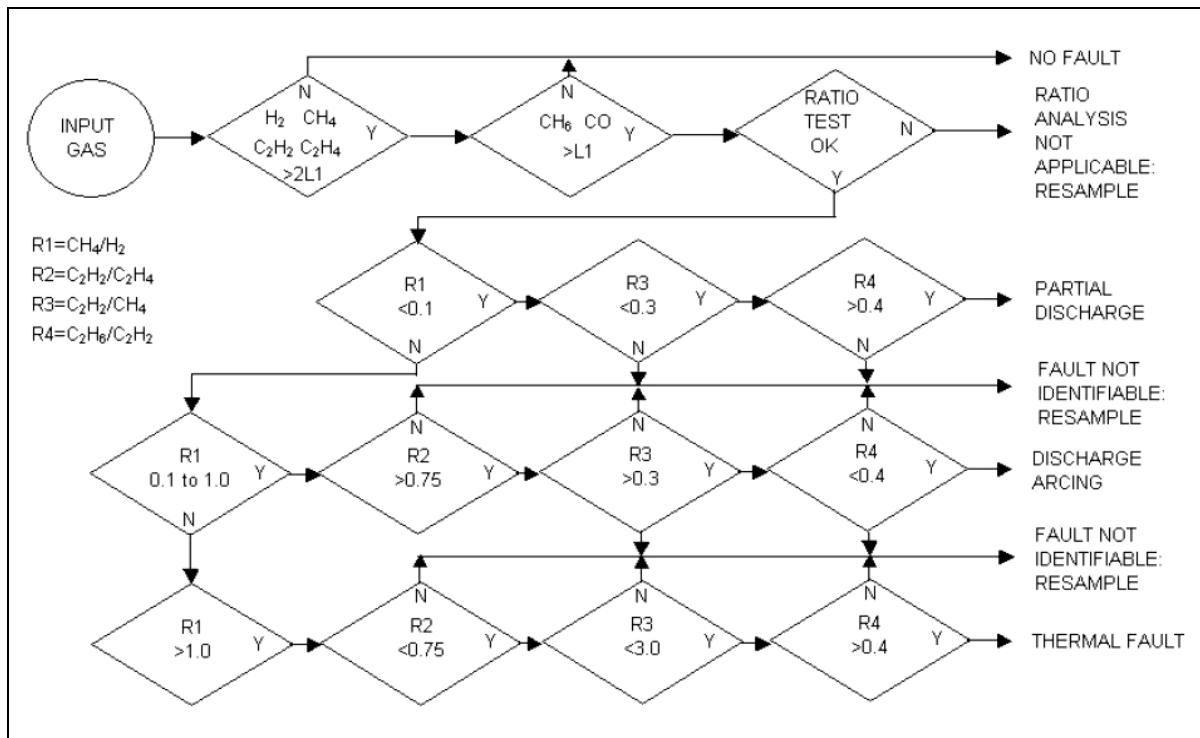 INPUT
GAS
N
H₂ CH₄
Y
C₂H₂ C₂H₄
>2L1
N
CH₆ CO
Y
>L1
RATIO
TEST
OK
N
Y
NO FAULT
RATIO
ANALYSIS
NOT
APPLICABLE:
RESAMPLE
R1=CH₄/H₂
R2=C₂H₂/C₂H₄
R3=C₂H₂/CH₄
R4=C₂H₆/C₂H₂
R1
<0.1
Y
N
R3
<0.3
Y
N
R4
>0.4
Y
N
PARTIAL
DISCHARGE
FAULT NOT
IDENTIFIABLE:
RESAMPLE
R1
0.1 to 1.0
Y
N
N
R2
>0.75
Y
N
R3
>0.3
Y
N
R4
<0.4
Y
DISCHARGE
ARCING
FAULT NOT
IDENTIFIABLE:
RESAMPLE
R1
>1.0
Y
N
R2
<0.75
Y
N
R3
<3.0
Y
N
R4
>0.4
Y
THERMAL FAULT